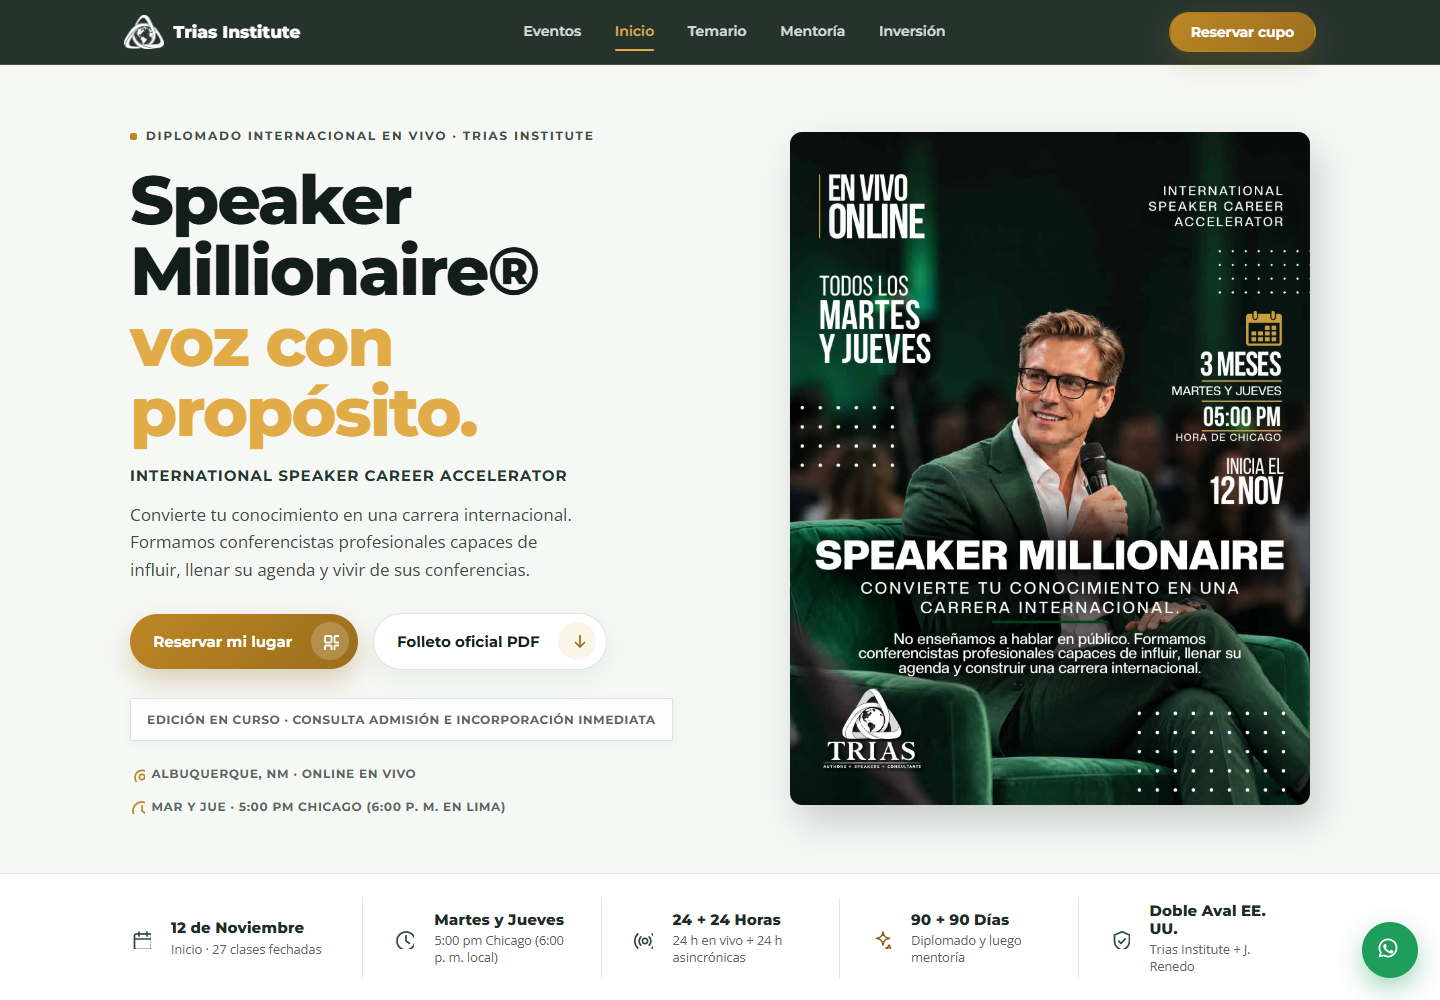 Trias Institute
Eventos
Inicio
Temario
Mentoría
Inversión
Reservar cupo
DIPLOMADO INTERNACIONAL EN VIVO · TRIAS INSTITUTE
Speaker
Millionaire®
voz con
propósito.
INTERNATIONAL SPEAKER CAREER ACCELERATOR
Convierte tu conocimiento en una carrera internacional.
Formamos conferencistas profesionales capaces de
influir, llenar su agenda y vivir de sus conferencias.
Reservar mi lugar
Folleto oficial PDF
EDICIÓN EN CURSO · CONSULTA ADMISIÓN E INCORPORACIÓN INMEDIATA
ALBUQUERQUE, NM · ONLINE EN VIVO
MAR Y JUE · 5:00 PM CHICAGO (6:00 P. M. EN LIMA)
EN VIVO
ONLINE
INTERNATIONAL
SPEAKER CAREER
ACCELERATOR
TODOS LOS
MARTES
Y JUEVES
3 MESES
MARTES Y JUEVES
05:00 PM
HORA DE CHICAGO
INICIA EL
12 NOV
SPEAKER MILLIONAIRE
CONVIERTE TU CONOCIMIENTO EN UNA
CARRERA INTERNACIONAL.
No enseñamos a hablar en público. Formamos
conferencistas profesionales capaces de influir, llenar su
agenda y construir una carrera internacional.
TRIAS
AUTHORS + SPEAKERS + CONSULTANTS
12 de Noviembre
Inicio · 27 clases fechadas
Martes y Jueves
5:00 pm Chicago (6:00
p. m. local)
24 + 24 Horas
24 h en vivo + 24 h
asincrónicas
90 + 90 Días
Diplomado y luego
mentoría
Doble Aval EE.
UU.
Trias Institute + J.
Renedo